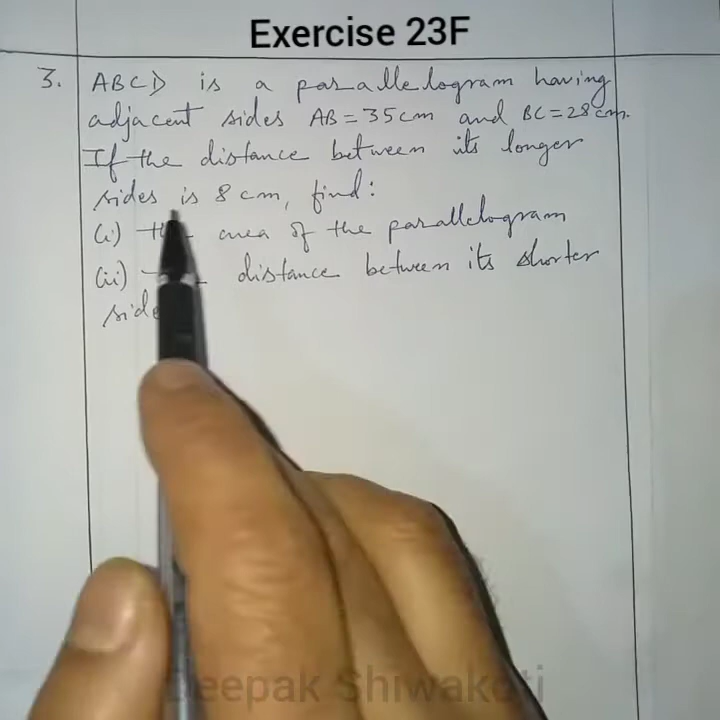 Exercise 23F
3. ABCD is a parallelogram having
adjacent sides AB = 35 cm and BC = 28 cm.
If the distance between its longer
sides is 8 cm, find:
(i) area of the parallelogram
(ii) distance between its shorter
Deepak